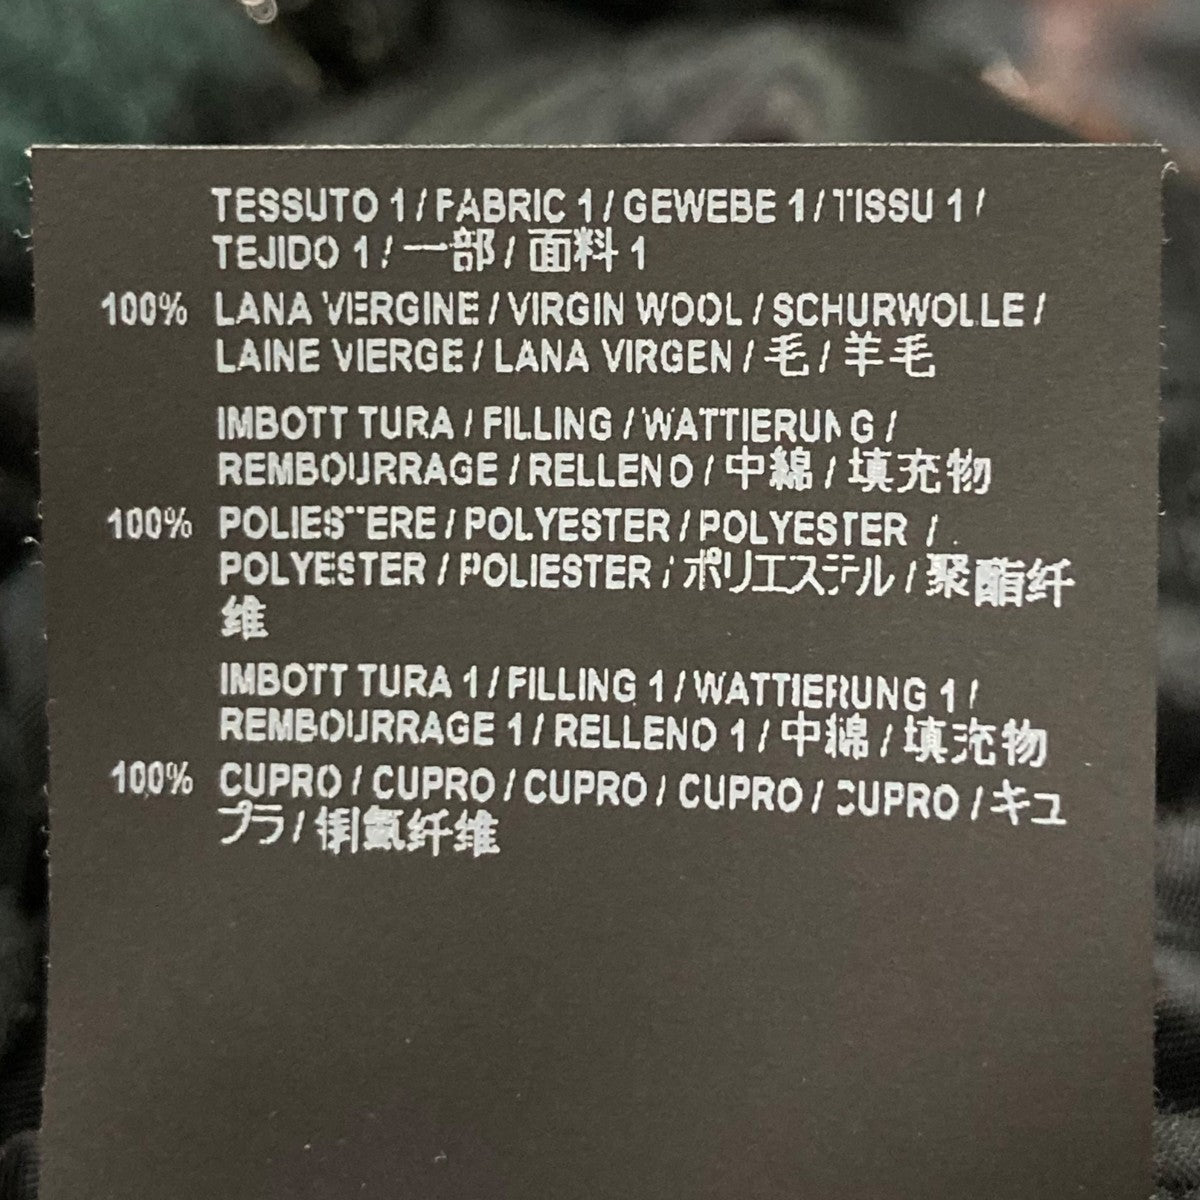 TESSUTO 1 / FABRIC 1 / GEWEBE 1 / TISSU 1 /
TEJIDO 1 / 一部 / 面料 1
100% LANA VERGINE / VIRGIN WOOL / SCHURWOLLE /
LAINE VIERGE / LANA VIRGEN / 毛 / 羊毛
IMBOTTITURA / FILLING / WATTIERUNG /
REMBOURRAGE / RELLENO / 中綿 / 填充物
100% POLIESTERE / POLYESTER / POLYESTER /
POLYESTER / POLIESTER / ポリエステル / 聚酯纤
维
IMBOTTITURA 1 / FILLING 1 / WATTIERUNG 1 /
REMBOURRAGE 1 / RELLENO 1 / 中綿 / 填充物
100% CUPRO / CUPRO / CUPRO / CUPRO / CUPRO / キュ
プラ / 铜氨纤维